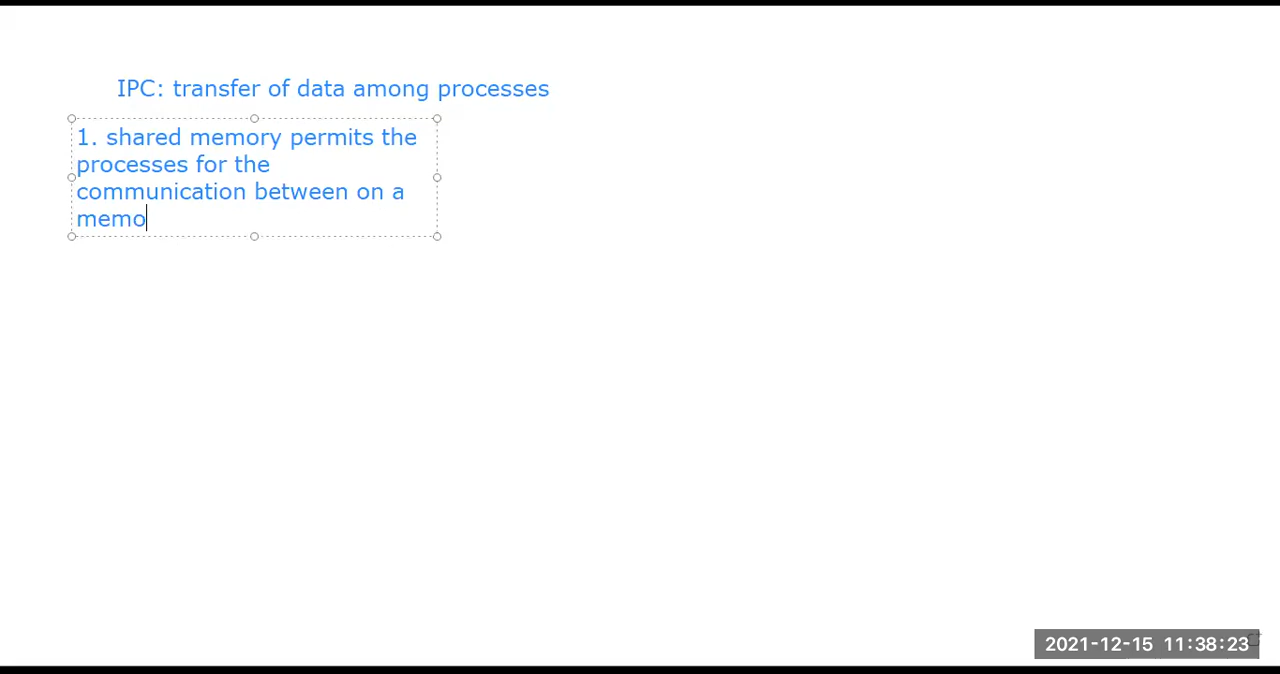 IPC: transfer of data among processes
1. shared memory permits the
processes for the
communication between on a
memo
2021-12-15 11:38:23